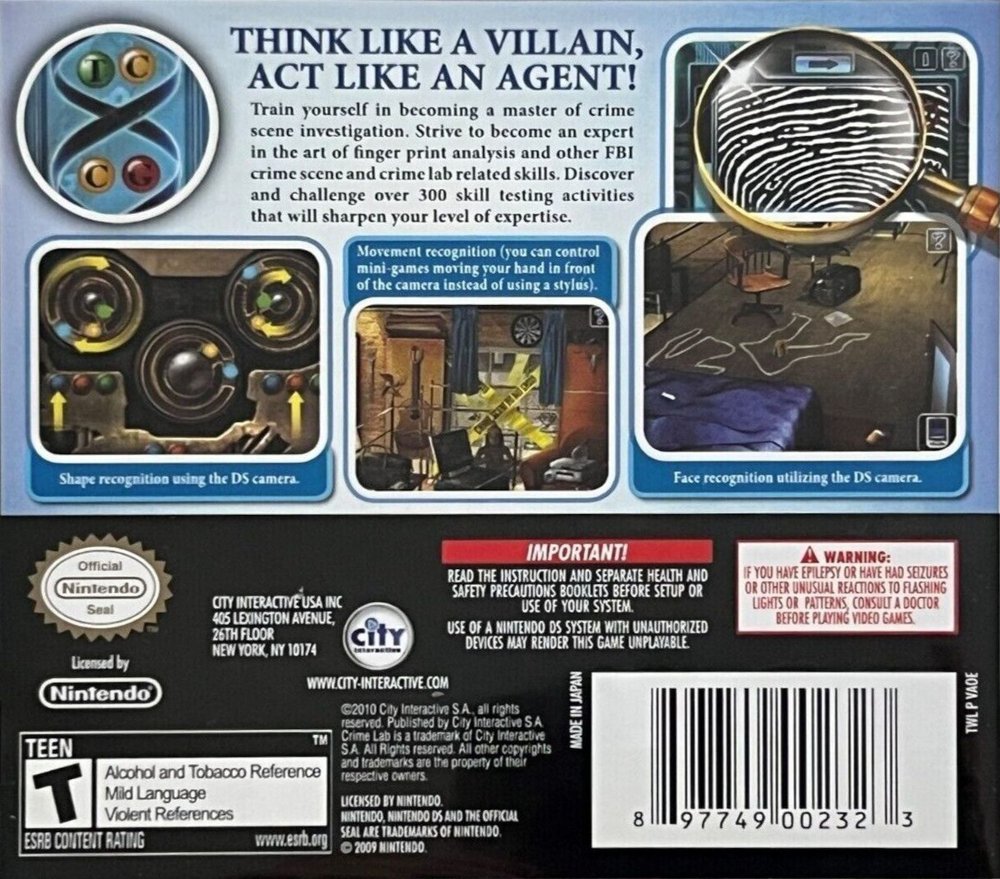 T C
C G
THINK LIKE A VILLAIN,
ACT LIKE AN AGENT!
Train yourself in becoming a master of crime
scene investigation. Strive to become an expert
in the art of finger print analysis and other FBI
crime scene and crime lab related skills. Discover
and challenge over 300 skill testing activities
that will sharpen your level of expertise.
Movement recognition (you can control
mini-games moving your hand in front
of the camera instead of using a stylus).
Shape recognition using the DS camera.
Face recognition utilizing the DS camera.
Official
Nintendo
Seal
TM
Licensed by
Nintendo®
CITY INTERACTIVE USA INC
405 LEXINGTON AVENUE,
26TH FLOOR
NEW YORK, NY 10174
city
interactive
WWW.CITY-INTERACTIVE.COM
IMPORTANT!
READ THE INSTRUCTION AND SEPARATE HEALTH AND
SAFETY PRECAUTIONS BOOKLETS BEFORE SETUP OR
USE OF YOUR SYSTEM.
USE OF A NINTENDO DS SYSTEM WITH UNAUTHORIZED
DEVICES MAY RENDER THIS GAME UNPLAYABLE.
WARNING:
IF YOU HAVE EPILEPSY OR HAVE HAD SEIZURES
OR OTHER UNUSUAL REACTIONS TO FLASHING
LIGHTS OR PATTERNS, CONSULT A DOCTOR
BEFORE PLAYING VIDEO GAMES.
©2010 City Interactive S.A., all rights
reserved. Published by City Interactive S.A.
Crime Lab is a trademark of City Interactive
S.A. All Rights reserved. All other copyrights
and trademarks are the property of their
respective owners.
LICENSED BY NINTENDO.
NINTENDO, NINTENDO DS AND THE OFFICIAL
SEAL ARE TRADEMARKS OF NINTENDO.
© 2009 NINTENDO.
TEEN
TM
T
Alcohol and Tobacco Reference
Mild Language
Violent References
ESRB CONTENT RATING www.esrb.org
MADE IN JAPAN
TWL P VAOE
8 97749 00232 3